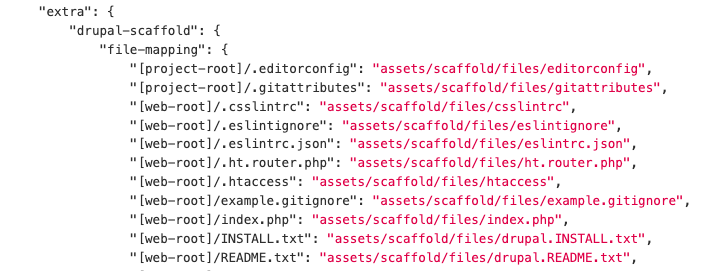 "extra": {
"drupal-scaffold": {
"file-mapping": {
"[project-root]/.editorconfig": "assets/scaffold/files/editorconfig",
"[project-root]/.gitattributes": "assets/scaffold/files/gitattributes",
"[web-root]/.csslintrc": "assets/scaffold/files/csslintrc",
"[web-root]/.eslintignore": "assets/scaffold/files/eslintignore",
"[web-root]/.eslintrc.json": "assets/scaffold/files/eslintrc.json",
"[web-root]/.ht.router.php": "assets/scaffold/files/ht.router.php",
"[web-root]/.htaccess": "assets/scaffold/files/htaccess",
"[web-root]/example.gitignore": "assets/scaffold/files/example.gitignore",
"[web-root]/index.php": "assets/scaffold/files/index.php",
"[web-root]/INSTALL.txt": "assets/scaffold/files/drupal.INSTALL.txt",
"[web-root]/README.txt": "assets/scaffold/files/drupal.README.txt",